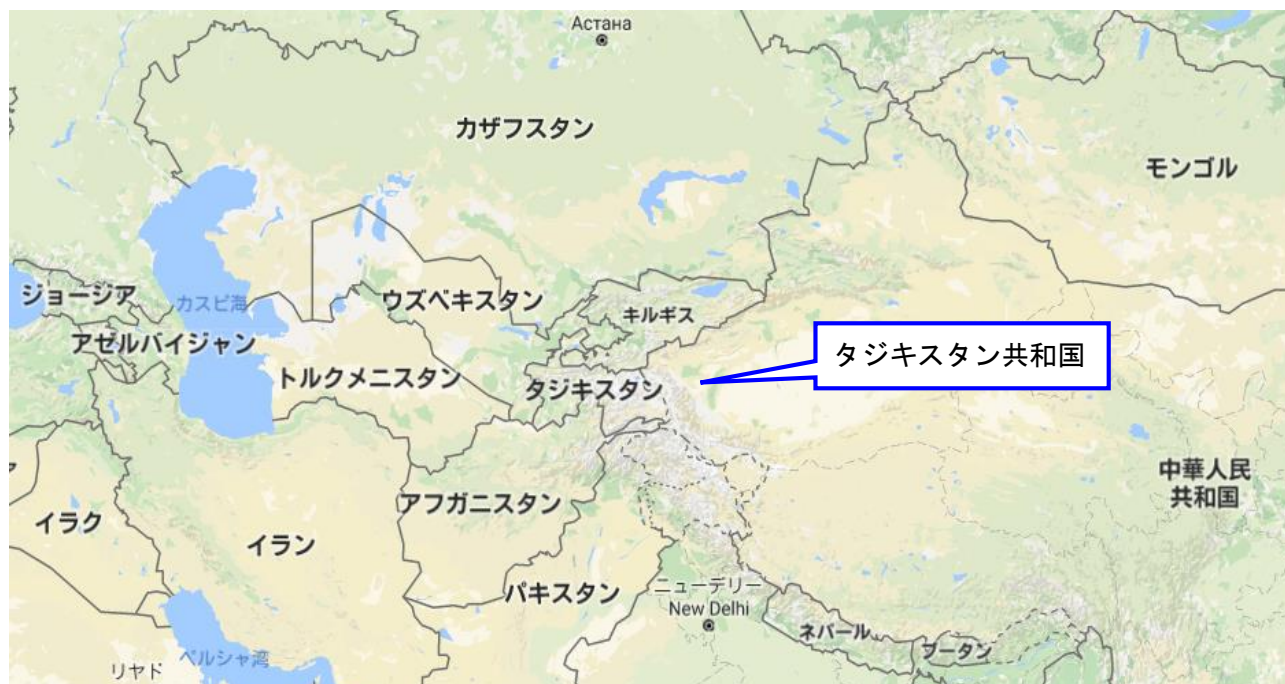 Астана
カザフスタン
モンゴル
ジョージア
カスピ海
ウズベキスタン
キルギス
アゼルバイジャン
タジキスタン共和国
トルクメニスタン
タジキスタン
中華人民
共和国
アフガニスタン
イラク
イラン
パキスタン
ニューデリー
New Delhi
ネパール
ブータン
ペルシャ湾
リヤド